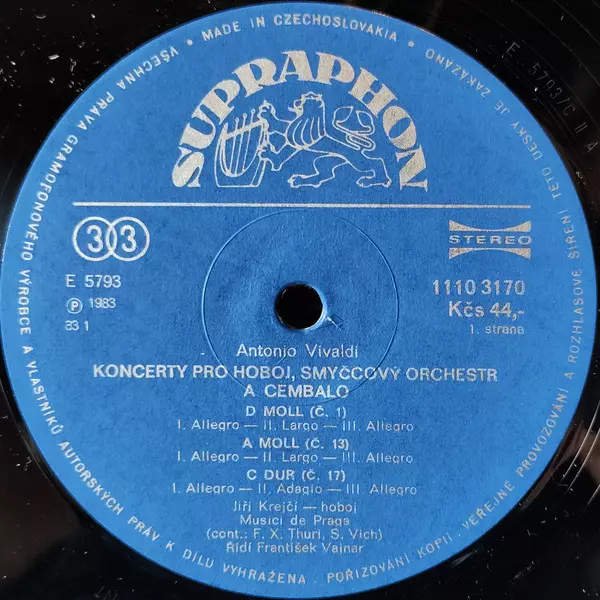 VŠECHNA PRÁVA GRAMOFONOVÉHO VÝROBCE A VLASTNÍKŮ AUTORSKÝCH PRÁV K DÍLU VYHRAŽENA . POŘIZOVÁNÍ KOPIÍ . VEŘEJNÉ PROVOZOVÁNÍ A ROZHLASOVÉ ŠÍŘENÍ TÉTO DESKY JE ZAKÁZÁNO
• MADE IN CZECHOSLOVAKIA •
E 5793/C II A
SUPRAPHON
33
STEREO
E 5793
℗ 1983
83 1
1110 3170
Kčs 44,-
1. strana
Antonio Vivaldi
KONCERTY PRO HOBOJ, SMYČCOVÝ ORCHESTR
A CEMBALO
D MOLL (Č. 1)
I. Allegro — II. Largo — III. Allegro
A MOLL (Č. 13)
I. Allegro — II. Largo — III. Allegro
C DUR (Č. 17)
I. Allegro — II. Adagio — III. Allegro
Jiří Krejčí — hoboj
Musici de Praga
(cont.: F. X. Thuri, S. Vich)
Řídí František Vajnar